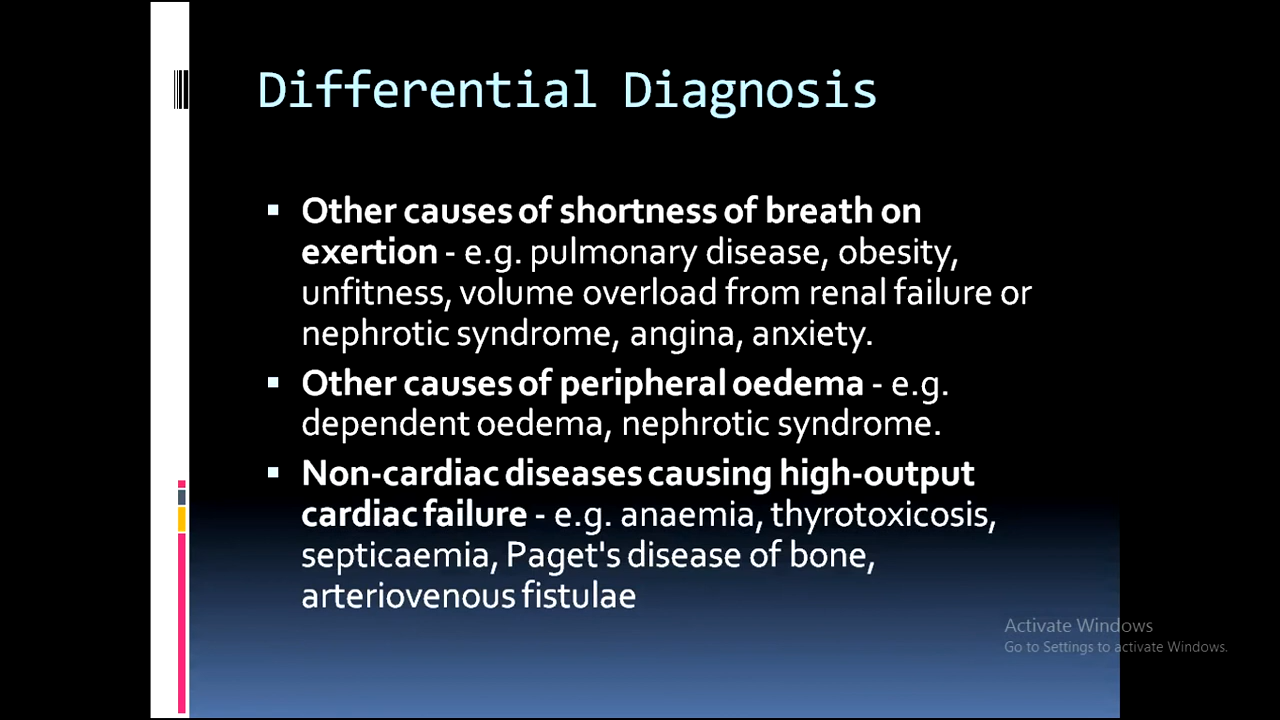 Differential Diagnosis
▪ Other causes of shortness of breath on
exertion - e.g. pulmonary disease, obesity,
unfitness, volume overload from renal failure or
nephrotic syndrome, angina, anxiety.
▪ Other causes of peripheral oedema - e.g.
dependent oedema, nephrotic syndrome.
▪ Non-cardiac diseases causing high-output
cardiac failure - e.g. anaemia, thyrotoxicosis,
septicaemia, Paget's disease of bone,
arteriovenous fistulae
Activate Windows
Go to Settings to activate Windows.